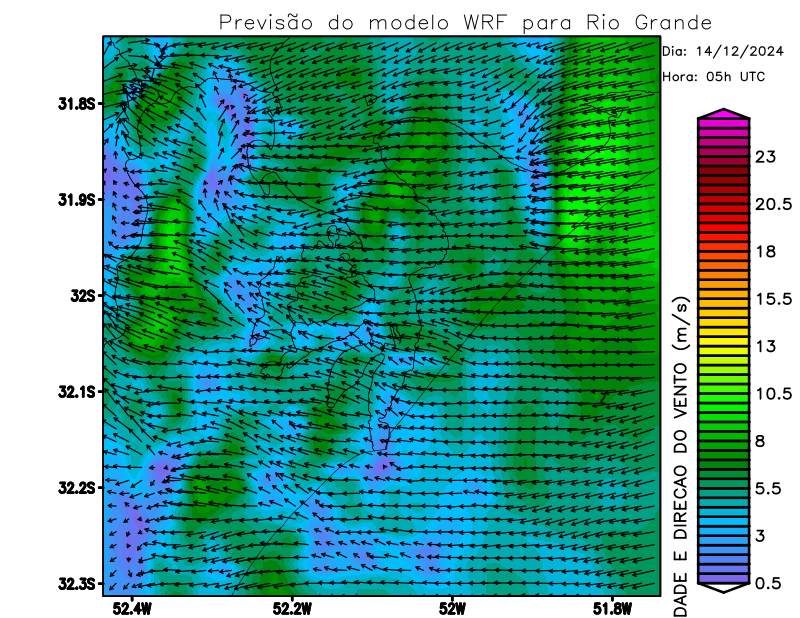 Previsão do modelo WRF para Rio Grande
Dia: 14/12/2024
Hora: 05h UTC
31.8S
31.9S
32S
32.1S
32.2S
32.3S
52.4W
52.2W
52W
51.8W
23
20.5
18
15.5
13
10.5
8
5.5
3
0.5
DADE E DIRECAO DO VENTO (m/s)